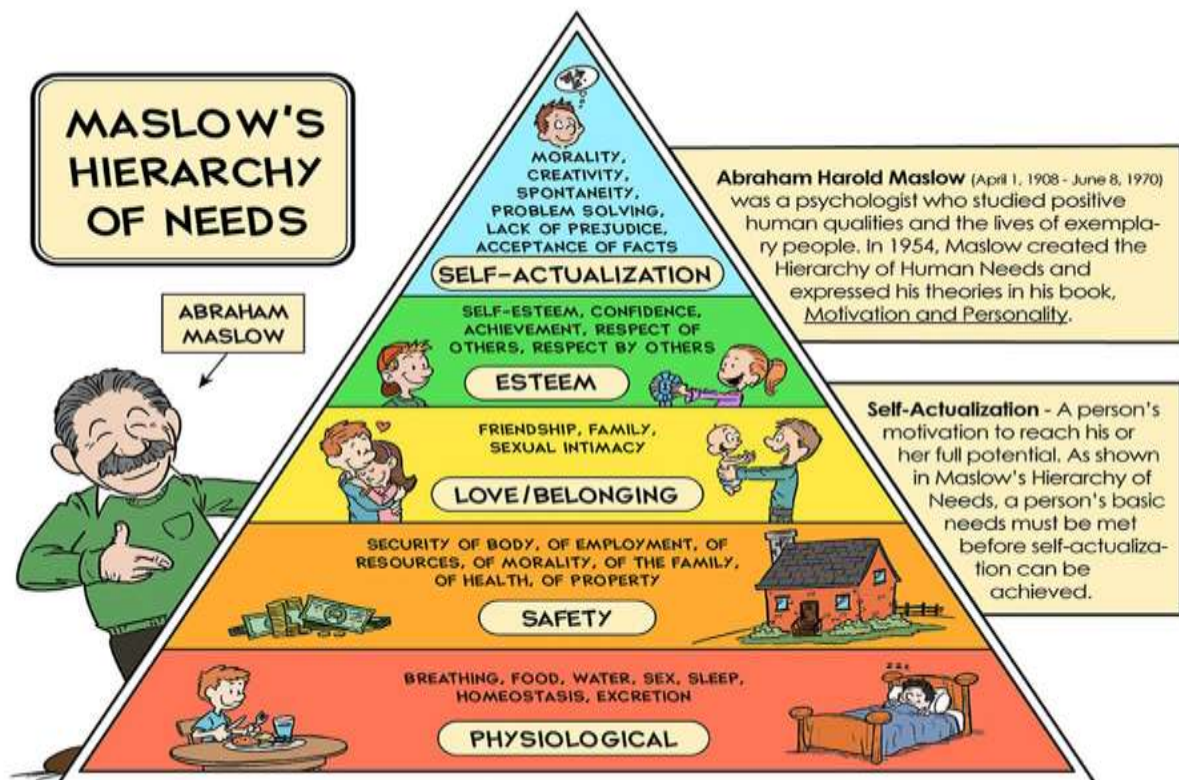 MASLOW'S
HIERARCHY
OF NEEDS
ABRAHAM
MASLOW
MORALITY,
CREATIVITY,
SPONTANEITY,
PROBLEM SOLVING,
LACK OF PREJUDICE,
ACCEPTANCE OF FACTS
SELF-ACTUALIZATION
SELF-ESTEEM, CONFIDENCE,
ACHIEVEMENT, RESPECT OF
OTHERS, RESPECT BY OTHERS
ESTEEM
FRIENDSHIP, FAMILY,
SEXUAL INTIMACY
LOVE/BELONGING
SECURITY OF BODY, OF EMPLOYMENT, OF
RESOURCES, OF MORALITY, OF THE FAMILY,
OF HEALTH, OF PROPERTY
SAFETY
BREATHING, FOOD, WATER, SEX, SLEEP,
HOMEOSTASIS, EXCRETION
zzz
PHYSIOLOGICAL
Abraham Harold Maslow (April 1, 1908 - June 8, 1970)
was a psychologist who studied positive
human qualities and the lives of exempla-
ry people. In 1954, Maslow created the
Hierarchy of Human Needs and
expressed his theories in his book,
Motivation and Personality.
Self-Actualization - A person's
motivation to reach his or
her full potential. As shown
in Maslow's Hierarchy of
Needs, a person's basic
needs must be met
before self-actualiza-
tion can be
achieved.